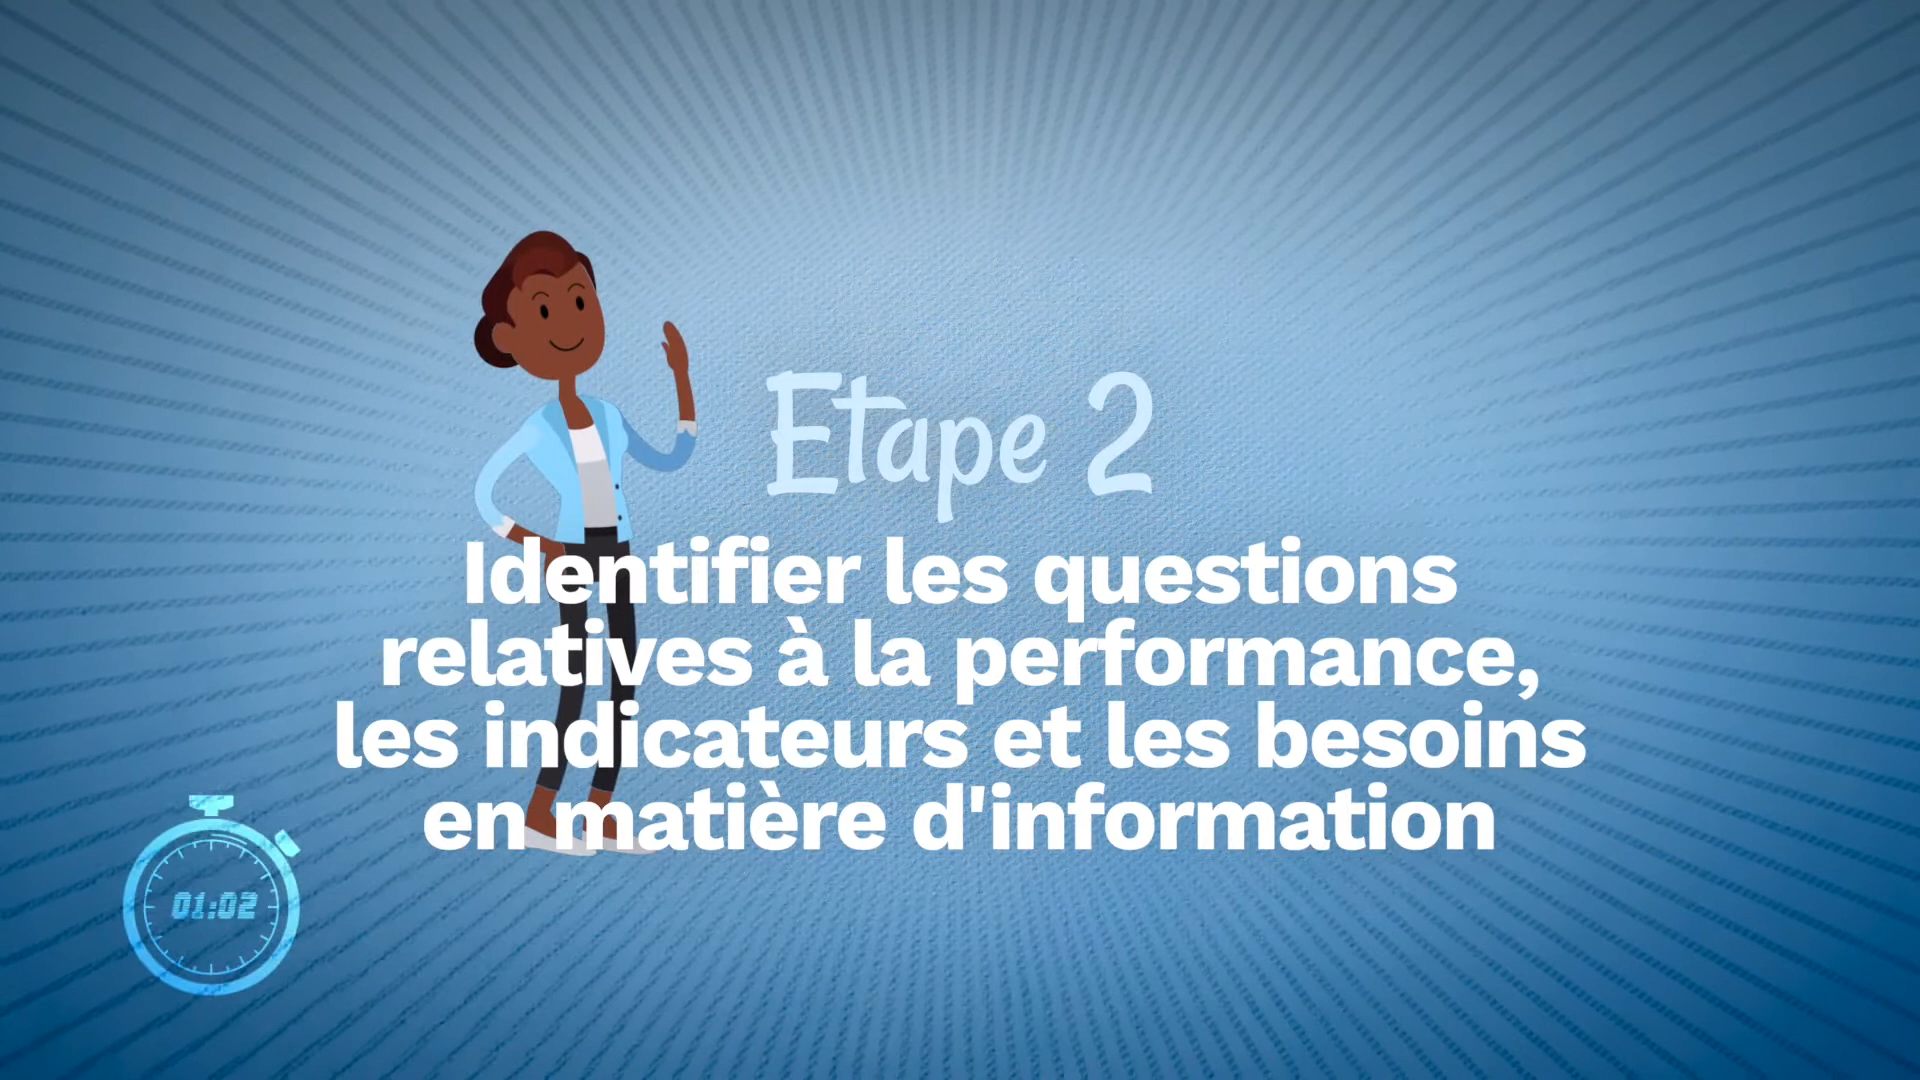 Etape 2
Identifier les questions
relatives à la performance,
les indicateurs et les besoins
en matière d'information
01:02